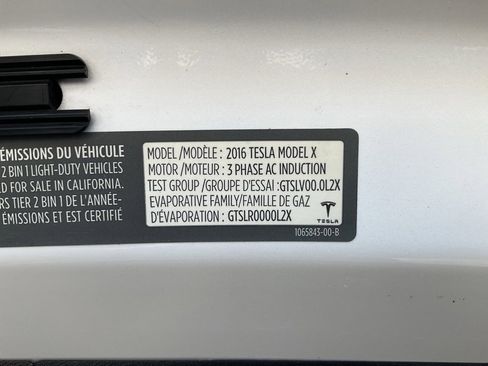 ÉMISSIONS DU VÉHICULE
2 BIN 1 LIGHT-DUTY VEHICLES
LD FOR SALE IN CALIFORNIA.
RS TIER 2 BIN 1 DE L'ANNÉE-
ÉMISSIONS ET EST CERTIFIÉ
MODEL /MODÈLE : 2016 TESLA MODEL X
MOTOR /MOTEUR : 3 PHASE AC INDUCTION
TEST GROUP /GROUPE D'ESSAI :GTSLV00.0L2X
EVAPORATIVE FAMILY/FAMILLE DE GAZ
D'ÉVAPORATION : GTSLR0000L2X
TESLA
1065843-00-B